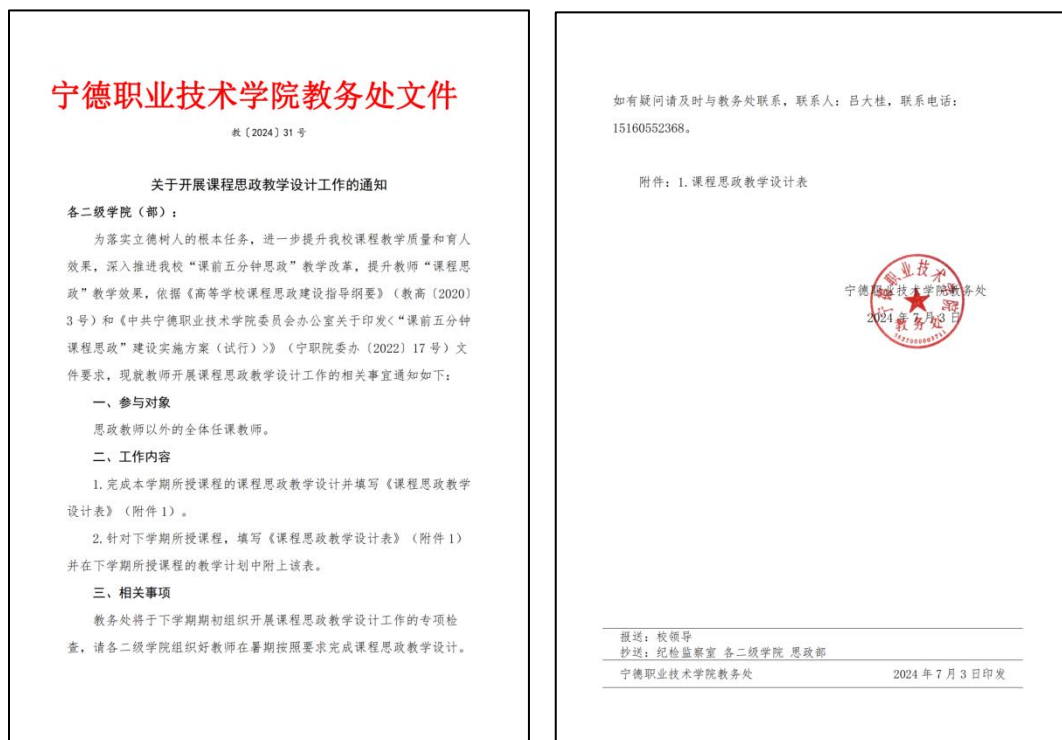 宁德职业技术学院教务处文件
教〔2024〕31 号
关于开展课程思政教学设计工作的通知
各二级学院（部）：
为落实立德树人的根本任务，进一步提升我校课程教学质量和育人
效果，深入推进我校“课前五分钟思政”教学改革，提升教师“课程思
政”教学效果，依据《高等学校课程思政建设指导纲要》（教高〔2020〕
3 号）和《中共宁德职业技术学院委员会办公室关于印发<“课前五分钟
课程思政”建设实施方案（试行）>》（宁职院委办〔2022〕17 号）文
件要求，现就教师开展课程思政教学设计工作的相关事宜通知如下：
一、参与对象
思政教师以外的全体任课教师。
二、工作内容
1.完成本学期所授课程的课程思政教学设计并填写《课程思政教学
设计表》（附件 1）。
2.针对下学期所授课程，填写《课程思政教学设计表》（附件 1）
并在下学期所授课程的教学计划中附上该表。
三、相关事项
教务处将于下学期期初组织开展课程思政教学设计工作的专项检
查，请各二级学院组织好教师在暑期按照要求完成课程思政教学设计。
如有疑问请及时与教务处联系，联系人：吕大桂，联系电话：
15160552368。
附件：1.课程思政教学设计表
宁德职业技术学院教务处
2024 年 7 月 3 日
宁德职业技术学院
教务处
报送：校领导
抄送：纪检监察室 各二级学院 思政部
宁德职业技术学院教务处 2024 年 7 月 3 日印发